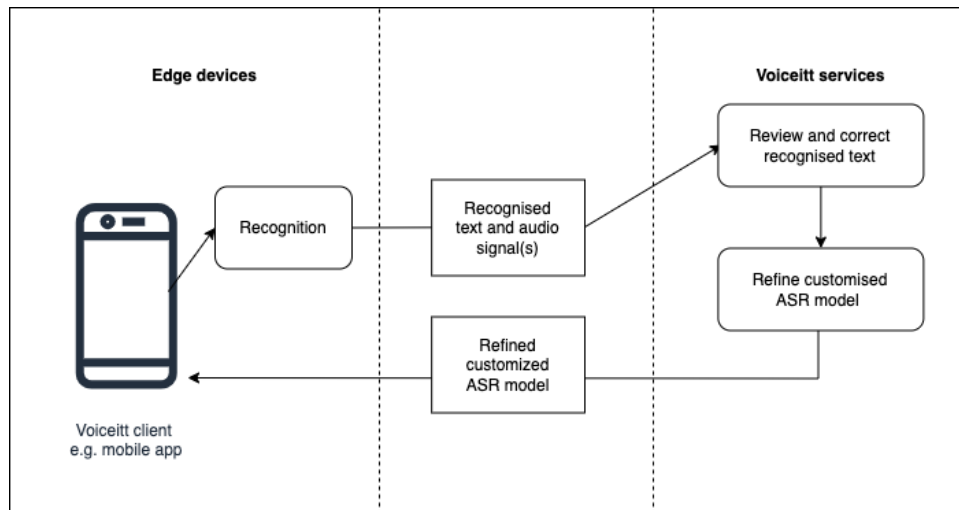 Edge devices
Voiceitt services
Review and correct
recognised text
Recognition
Recognised
text and audio
signal(s)
Refine customised
ASR model
Refined
customized
ASR model
Voiceitt client
e.g. mobile app